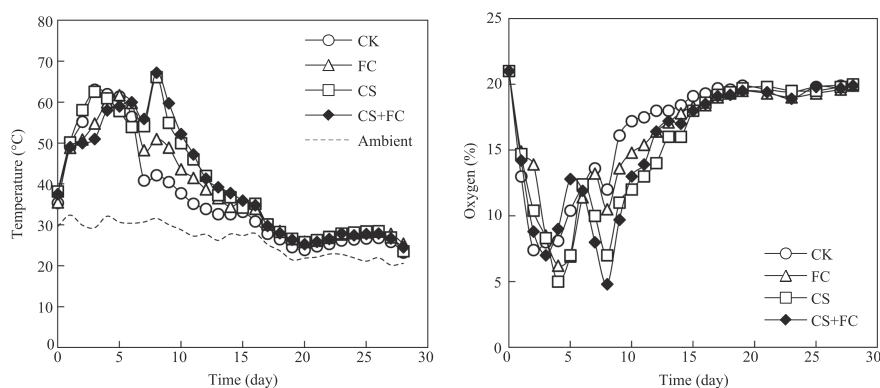 80
70
60
50
40
30
20
10
0
Temperature (°C)
0 5 10 15 20 25 30
Time (day)
CK
FC
CS
CS+FC
Ambient
25
20
15
10
5
0
Oxygen (%)
0 5 10 15 20 25 30
Time (day)
CK
FC
CS
CS+FC